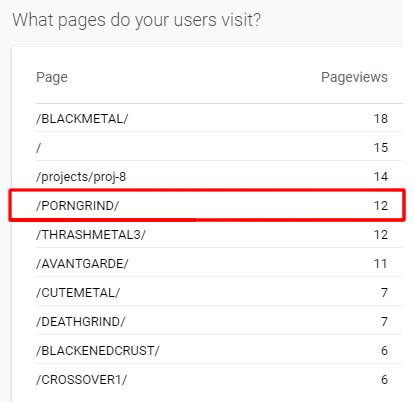 What pages do your users visit?
Page Pageviews
/BLACKMETAL/ 18
/ 15
/projects/proj-8 14
/PORNGRIND/ 12
/THRASHMETAL3/ 12
/AVANTGARDE/ 11
/CUTEMETAL/ 7
/DEATHGRIND/ 7
/BLACKENEDCRUST/ 6
/CROSSOVER1/ 6